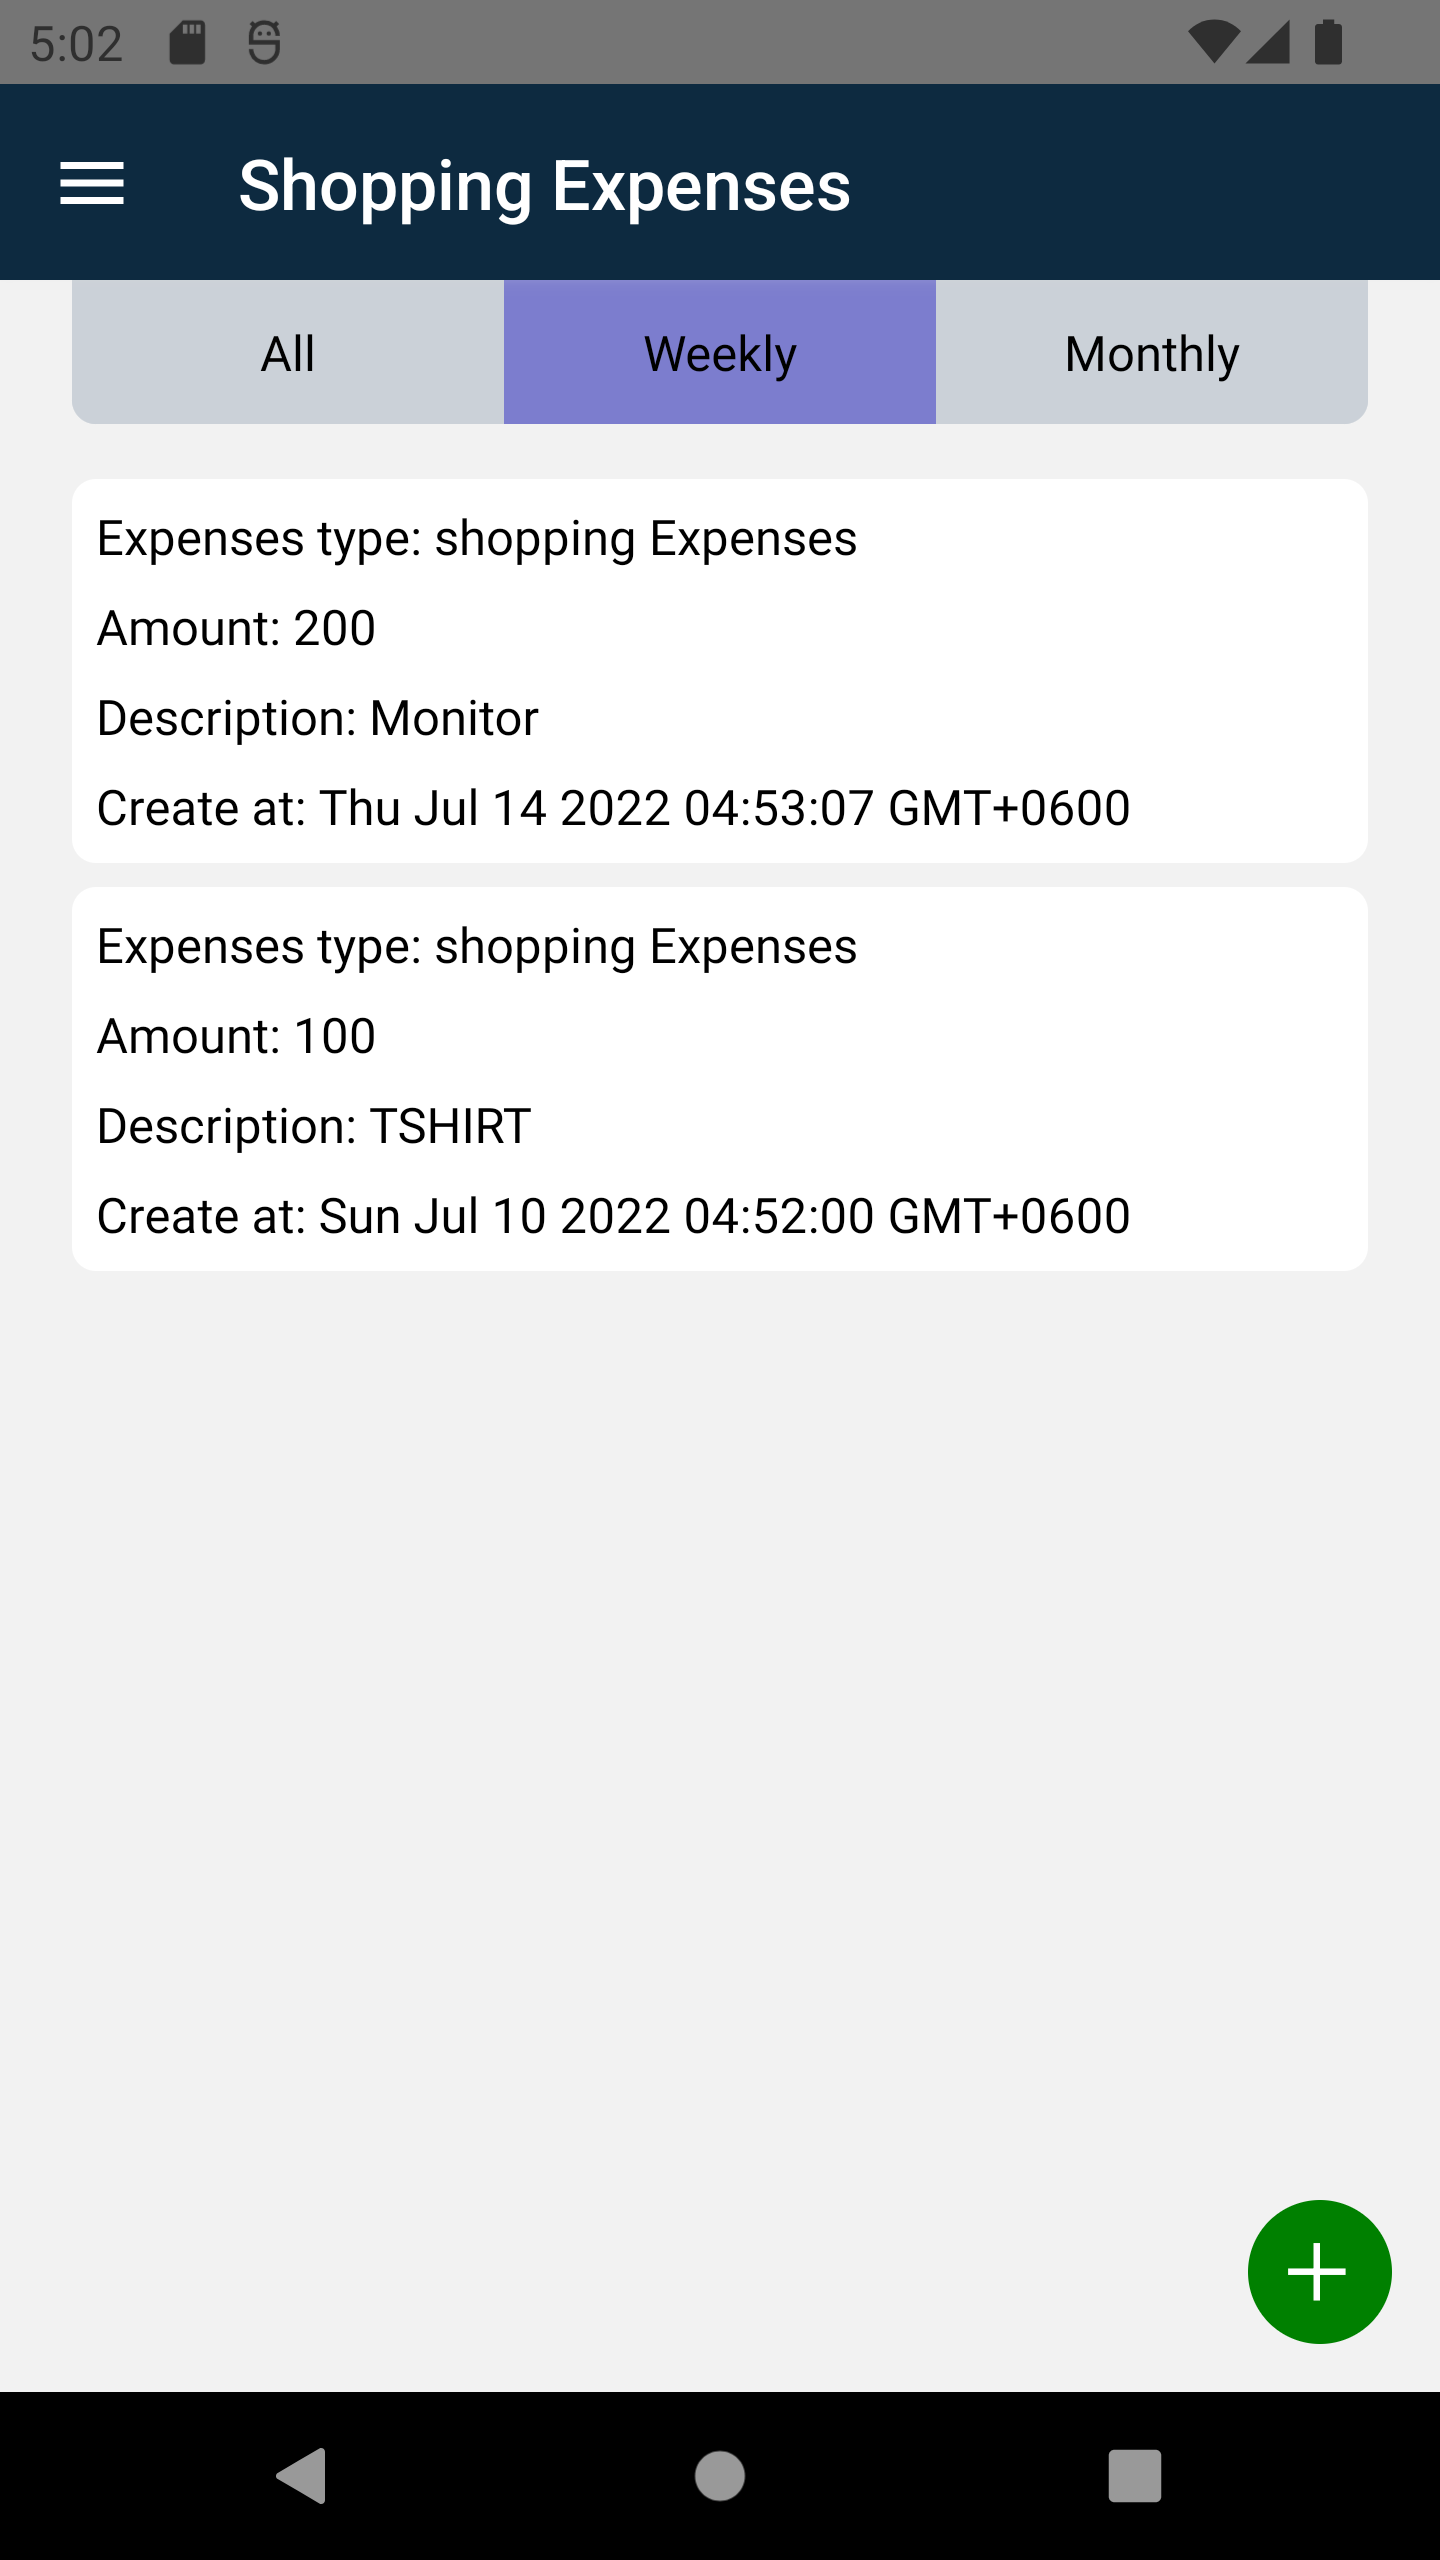 5:02
Shopping Expenses
All Weekly Monthly
Expenses type: shopping Expenses
Amount: 200
Description: Monitor
Create at: Thu Jul 14 2022 04:53:07 GMT+0600
Expenses type: shopping Expenses
Amount: 100
Description: TSHIRT
Create at: Sun Jul 10 2022 04:52:00 GMT+0600